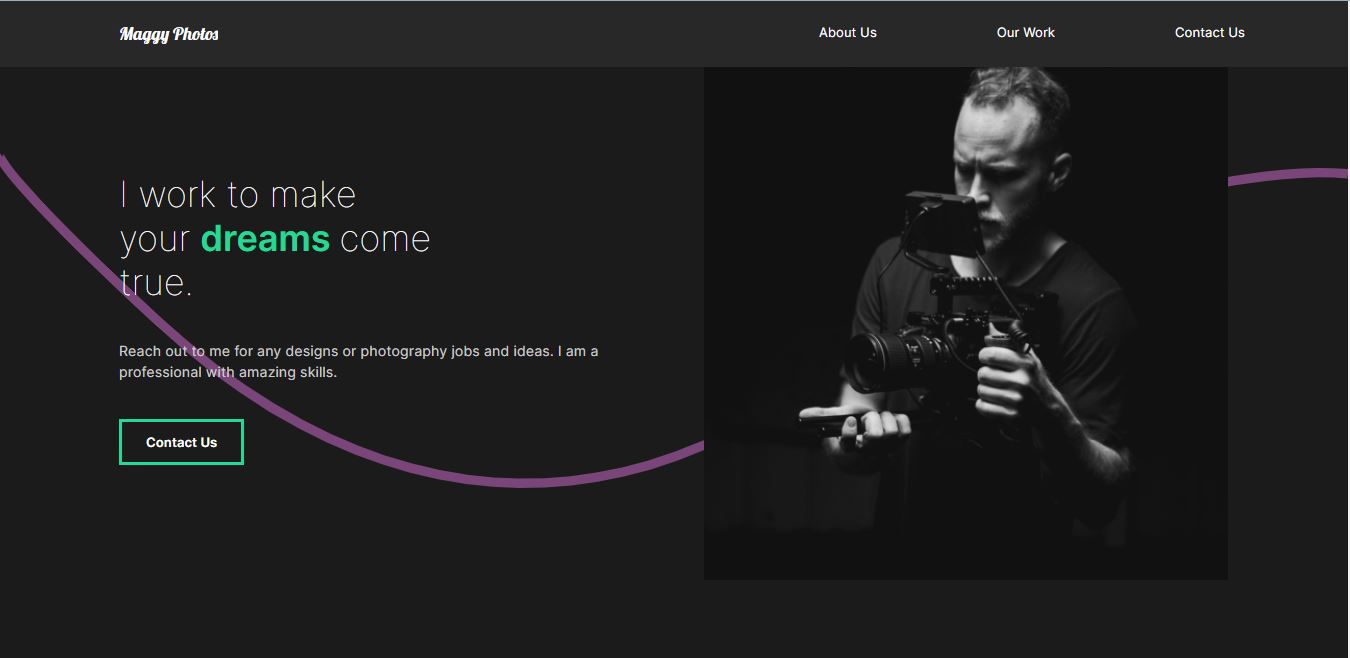 Maggy Photos
About Us
Our Work
Contact Us
I work to make
your dreams come
true.
Reach out to me for any designs or photography jobs and ideas. I am a
professional with amazing skills.
Contact Us